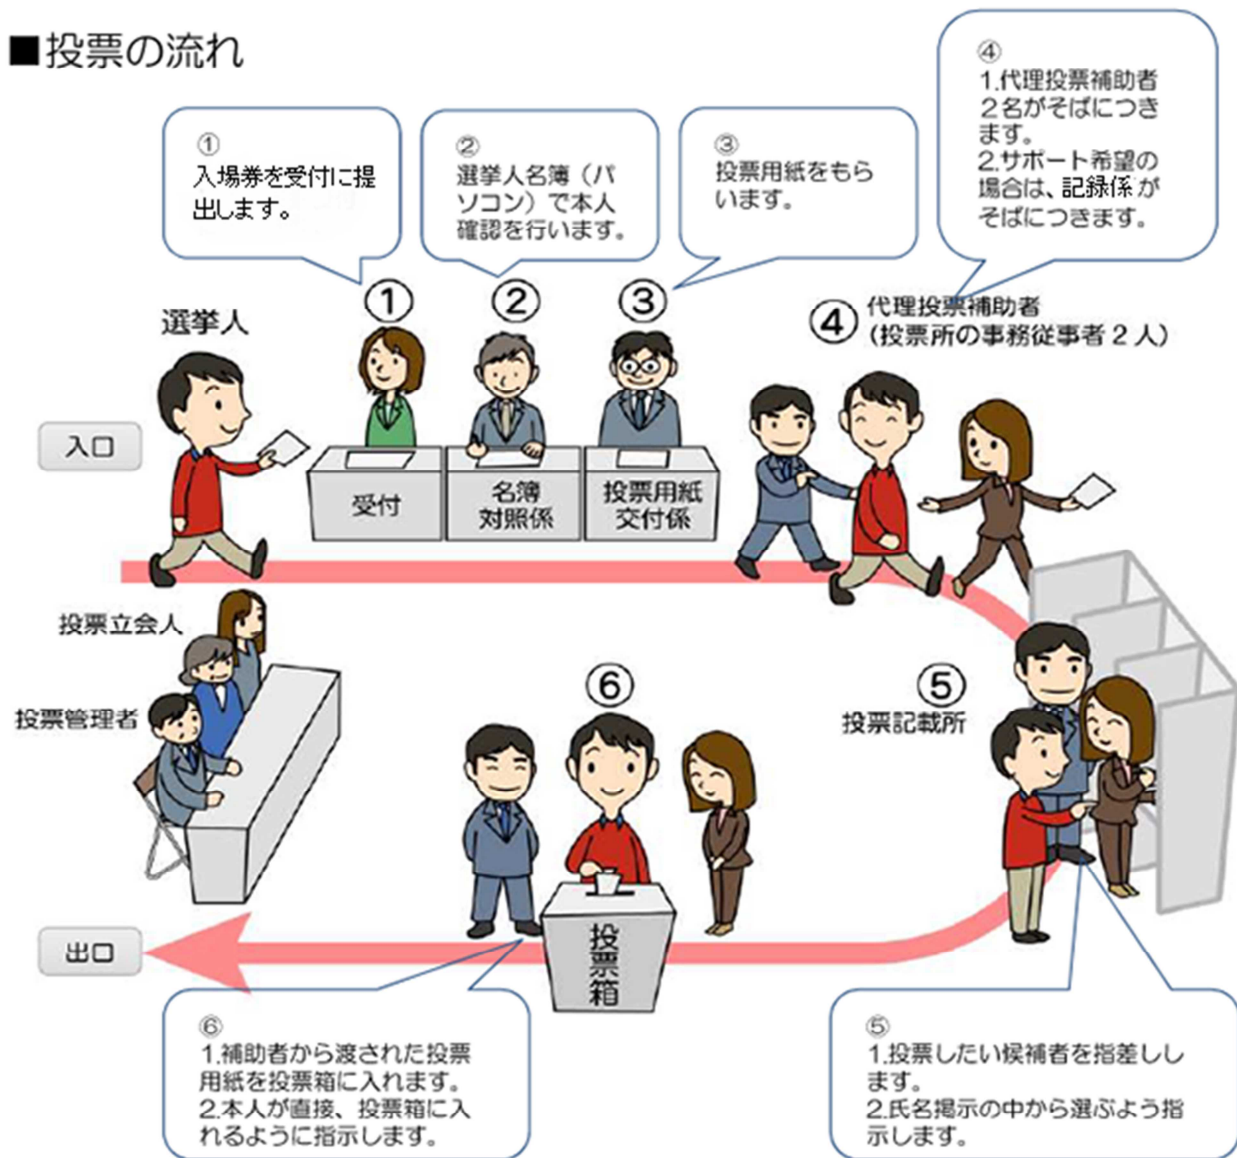 ■投票の流れ
①
入場券を受付に提
出します。
②
選挙人名簿（パ
ソコン）で本人
確認を行います。
③
投票用紙をもら
います。
④
1.代理投票補助者
２名がそばにつき
ます。
2.サポート希望の
場合は、記録係が
そばにつきます。
選挙人
①
②
③
④
代理投票補助者
（投票所の事務従事者２人）
入口
受付
名簿
対照係
投票用紙
交付係
投票立会人
投票管理者
⑥
⑤
投票記載所
投票箱
出口
⑥
1.補助者から渡された投票
用紙を投票箱に入れます。
2.本人が直接、投票箱に入
れるように指示します。
⑤
1.投票したい候補者を指差しし
ます。
2.氏名掲示の中から選ぶよう指
示します。